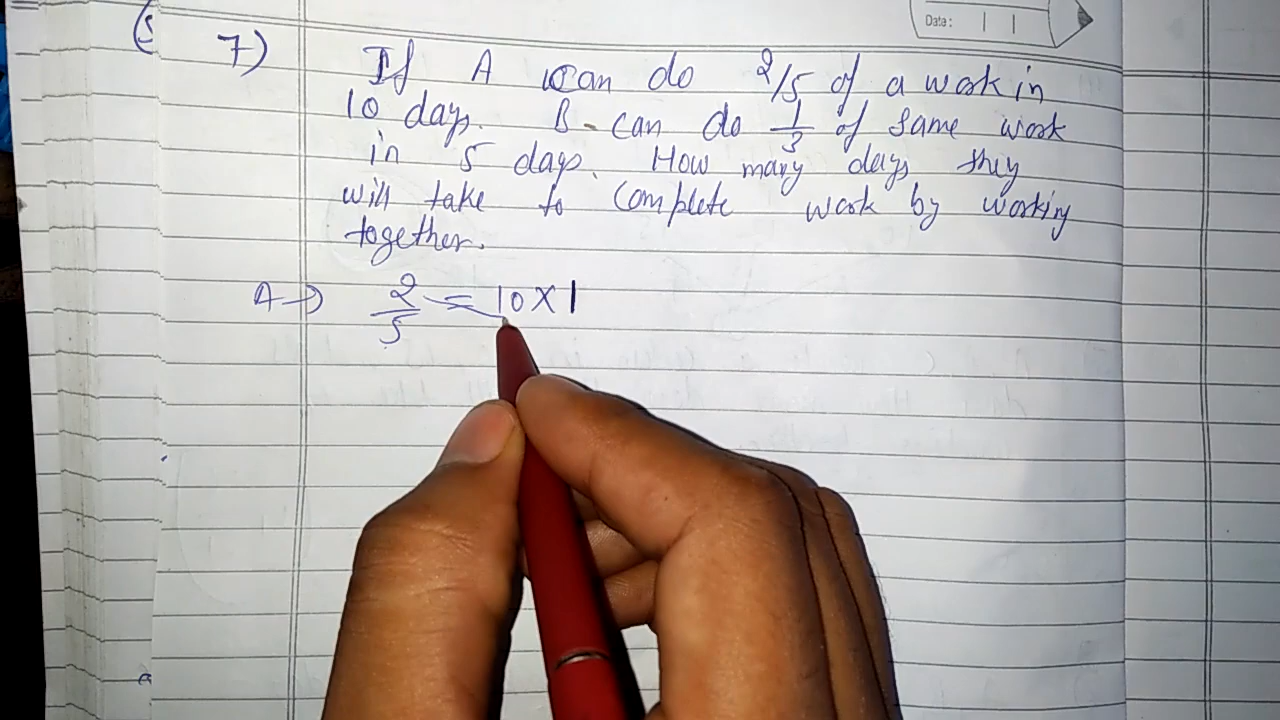 Date:
7) If A can do 2/5 of a work in
10 days. B can do 1/3 of same work
in 5 days. How many days they
will take to complete work by working
together.
A → 2/5 = 10 X 1